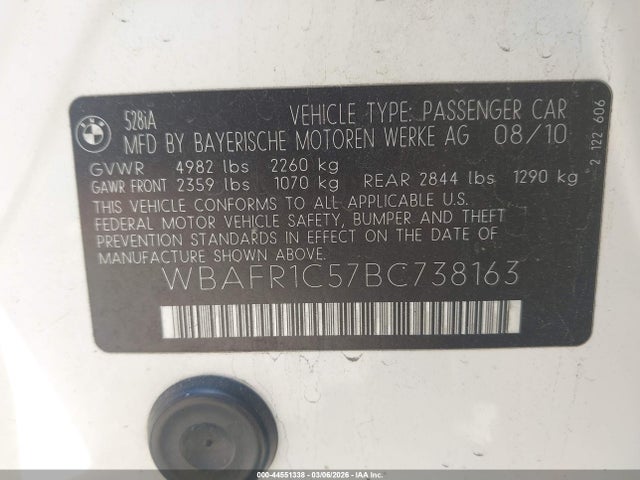 BMW
528iA VEHICLE TYPE: PASSENGER CAR
MFD BY BAYERISCHE MOTOREN WERKE AG 08/10
GVWR 4982 lbs 2260 kg
GAWR FRONT 2359 lbs 1070 kg REAR 2844 lbs 1290 kg
THIS VEHICLE CONFORMS TO ALL APPLICABLE U.S.
FEDERAL MOTOR VEHICLE SAFETY, BUMPER AND THEFT
PREVENTION STANDARDS IN EFFECT ON THE DATE OF
MANUFACTURE SHOWN ABOVE.
WBAFR1C57BC738163
2 122 606
© - 44551338 - 03/06/2026 - IAA Holdings, LLC